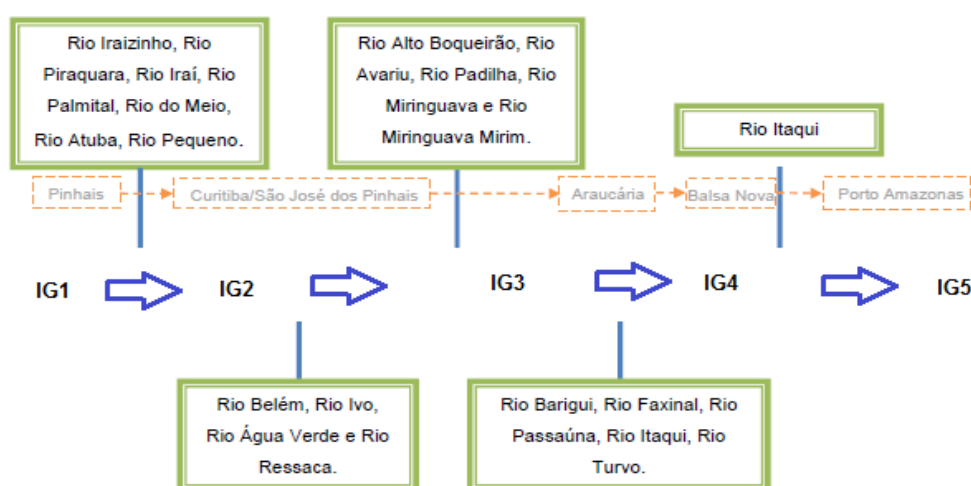 Rio Iraizinho, Rio
Piraquara, Rio Iraí, Rio
Palmital, Rio do Meio,
Rio Atuba, Rio Pequeno.
Rio Alto Boqueirão, Rio
Avariu, Rio Padilha, Rio
Miringuava e Rio
Miringuava Mirim.
Rio Itaqui
Pinhais
Curitiba/São José dos Pinhais
Araucária
Balsa Nova
Porto Amazonas
IG1
IG2
IG3
IG4
IG5
Rio Belém, Rio Ivo,
Rio Água Verde e Rio
Ressaca.
Rio Barigui, Rio Faxinal, Rio
Passaúna, Rio Itaqui, Rio
Turvo.